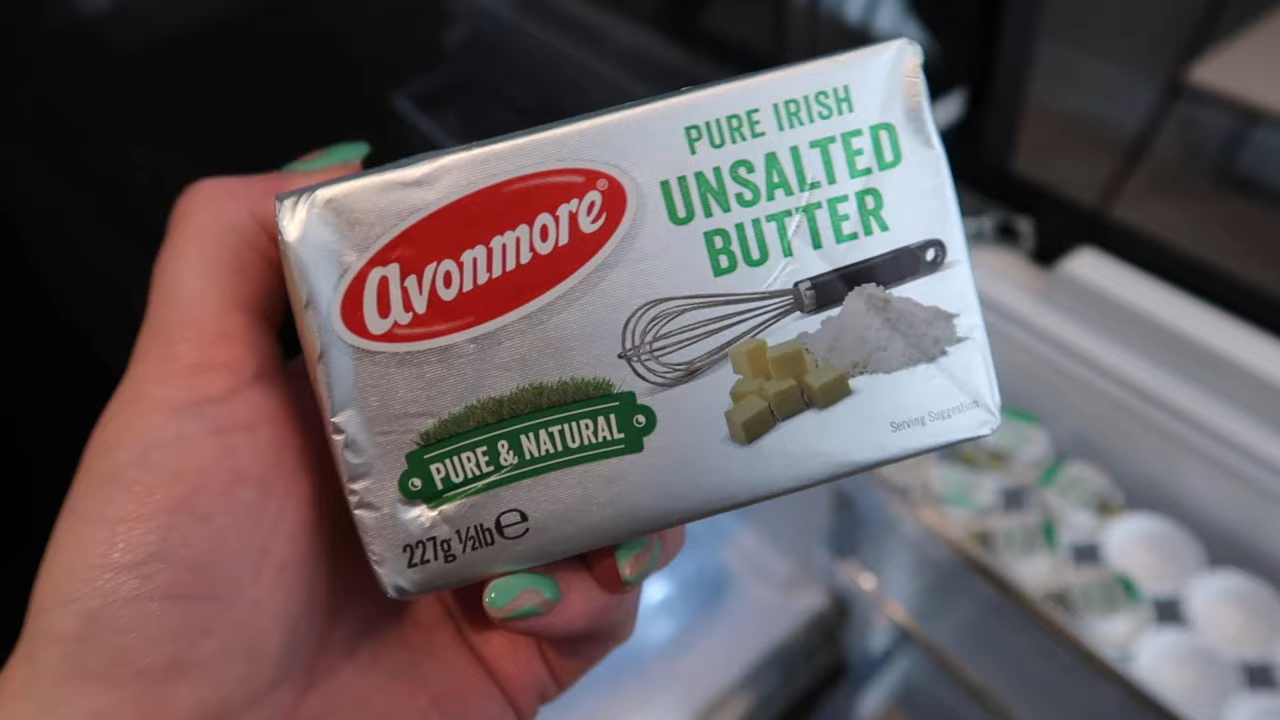 avonmore®
PURE IRISH
UNSALTED
BUTTER
PURE & NATURAL
Serving Suggestion
227g ½lb ℮